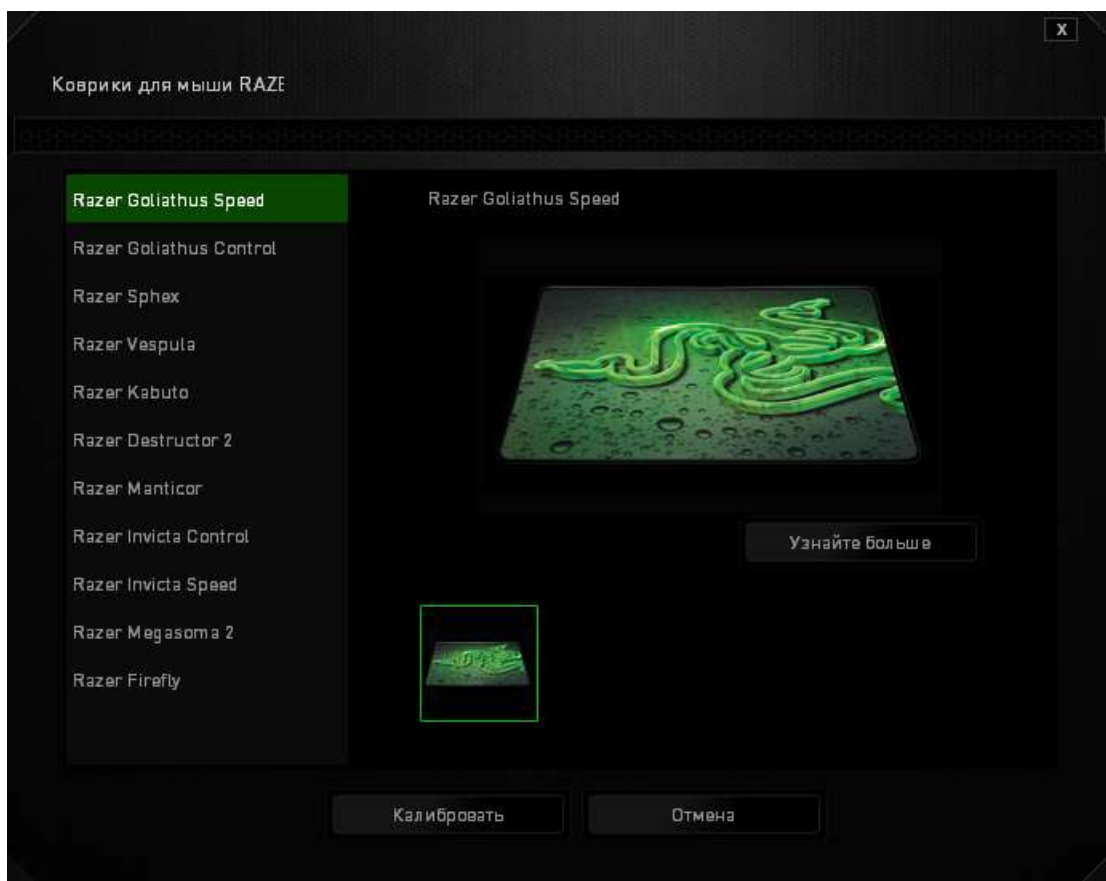 X
Коврики для мыши RAZE
Razer Goliathus Speed
Razer Goliathus Control
Razer Sphex
Razer Vespula
Razer Kabuto
Razer Destructor 2
Razer Manticor
Razer Invicta Control
Razer Invicta Speed
Razer Megasoma 2
Razer Firefly
Razer Goliathus Speed
Узнайте больше
Калибровать
Отмена